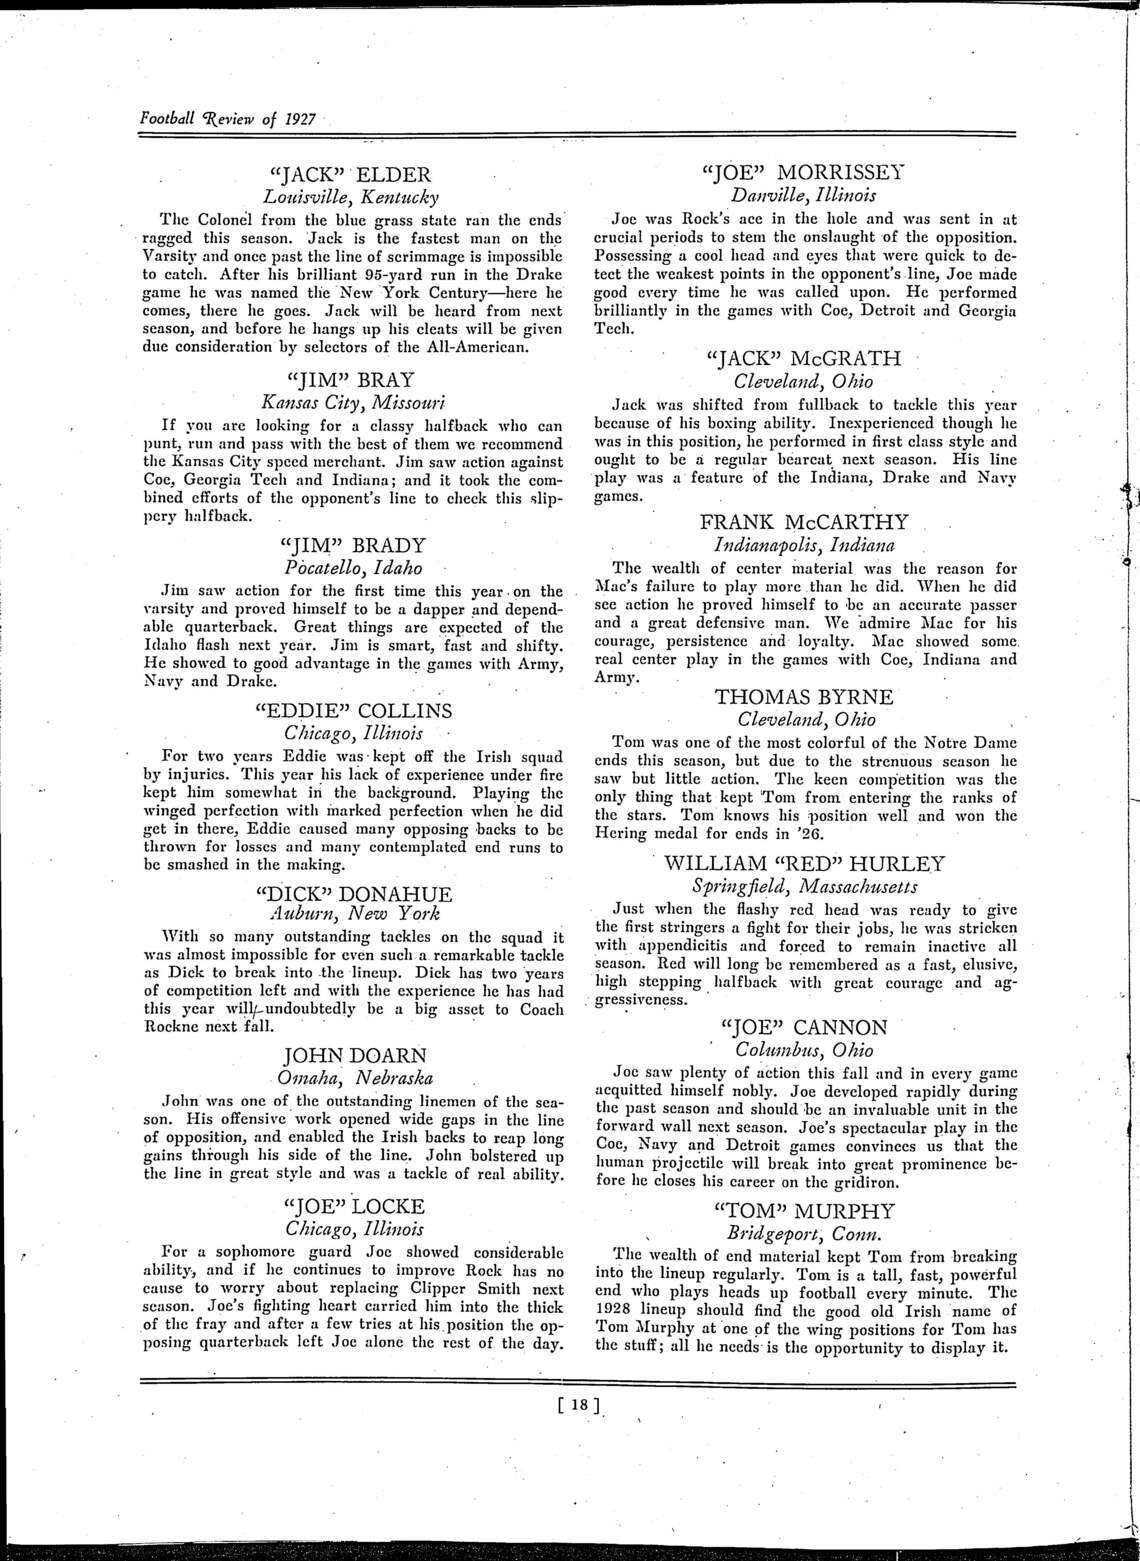 Football Review of 1927
"JACK" ELDER
Louisville, Kentucky
The Colonel from the blue grass state ran the ends
ragged this season. Jack is the fastest man on the
Varsity and once past the line of scrimmage is impossible
to catch. After his brilliant 95-yard run in the Drake
game he was named the New York Century—here he
comes, there he goes. Jack will be heard from next
season, and before he hangs up his cleats will be given
due consideration by selectors of the All-American.
"JIM" BRAY
Kansas City, Missouri
If you are looking for a classy halfback who can
punt, run and pass with the best of them we recommend
the Kansas City speed merchant. Jim saw action against
Coe, Georgia Tech and Indiana; and it took the com-
bined efforts of the opponent's line to check this slip-
pery halfback.
"JIM" BRADY
Pocatello, Idaho
Jim saw action for the first time this year on the
varsity and proved himself to be a dapper and depend-
able quarterback. Great things are expected of the
Idaho flash next year. Jim is smart, fast and shifty.
He showed to good advantage in the games with Army,
Navy and Drake.
"EDDIE" COLLINS
Chicago, Illinois
For two years Eddie was kept off the Irish squad
by injuries. This year his lack of experience under fire
kept him somewhat in the background. Playing the
winged perfection with marked perfection when he did
get in there, Eddie caused many opposing backs to be
thrown for losses and many contemplated end runs to
be smashed in the making.
"DICK" DONAHUE
Auburn, New York
With so many outstanding tackles on the squad it
was almost impossible for even such a remarkable tackle
as Dick to break into the lineup. Dick has two years
of competition left and with the experience he has had
this year will undoubtedly be a big asset to Coach
Rockne next fall.
JOHN DOARN
Omaha, Nebraska
John was one of the outstanding linemen of the sea-
son. His offensive work opened wide gaps in the line
of opposition, and enabled the Irish backs to reap long
gains through his side of the line. John bolstered up
the line in great style and was a tackle of real ability.
"JOE" LOCKE
Chicago, Illinois
For a sophomore guard Joe showed considerable
ability, and if he continues to improve Rock has no
cause to worry about replacing Clipper Smith next
season. Joe's fighting heart carried him into the thick
of the fray and after a few tries at his position the op-
posing quarterback left Joe alone the rest of the day.
"JOE" MORRISSEY
Danville, Illinois
Joe was Rock's ace in the hole and was sent in at
crucial periods to stem the onslaught of the opposition.
Possessing a cool head and eyes that were quick to de-
tect the weakest points in the opponent's line, Joe made
good every time he was called upon. He performed
brilliantly in the games with Coe, Detroit and Georgia
Tech.
"JACK" McGRATH
Cleveland, Ohio
Jack was shifted from fullback to tackle this year
because of his boxing ability. Inexperienced though he
was in this position, he performed in first class style and
ought to be a regular bearcat next season. His line
play was a feature of the Indiana, Drake and Navy
games.
FRANK McCARTHY
Indianapolis, Indiana
The wealth of center material was the reason for
Mac's failure to play more than he did. When he did
see action he proved himself to be an accurate passer
and a great defensive man. We admire Mac for his
courage, persistence and loyalty. Mac showed some
real center play in the games with Coe, Indiana and
Army.
THOMAS BYRNE
Cleveland, Ohio
Tom was one of the most colorful of the Notre Dame
ends this season, but due to the strenuous season he
saw but little action. The keen competition was the
only thing that kept Tom from entering the ranks of
the stars. Tom knows his position well and won the
Hering medal for ends in '26.
WILLIAM "RED" HURLEY
Springfield, Massachusetts
Just when the flashy red head was ready to give
the first stringers a fight for their jobs, he was stricken
with appendicitis and forced to remain inactive all
season. Red will long be remembered as a fast, elusive,
high stepping halfback with great courage and ag-
gressiveness.
"JOE" CANNON
Columbus, Ohio
Joe saw plenty of action this fall and in every game
acquitted himself nobly. Joe developed rapidly during
the past season and should be an invaluable unit in the
forward wall next season. Joe's spectacular play in the
Coe, Navy and Detroit games convinces us that the
human projectile will break into great prominence be-
fore he closes his career on the gridiron.
"TOM" MURPHY
Bridgeport, Conn.
The wealth of end material kept Tom from breaking
into the lineup regularly. Tom is a tall, fast, powerful
end who plays heads up football every minute. The
1928 lineup should find the good old Irish name of
Tom Murphy at one of the wing positions for Tom has
the stuff; all he needs is the opportunity to display it.
[ 18 ]